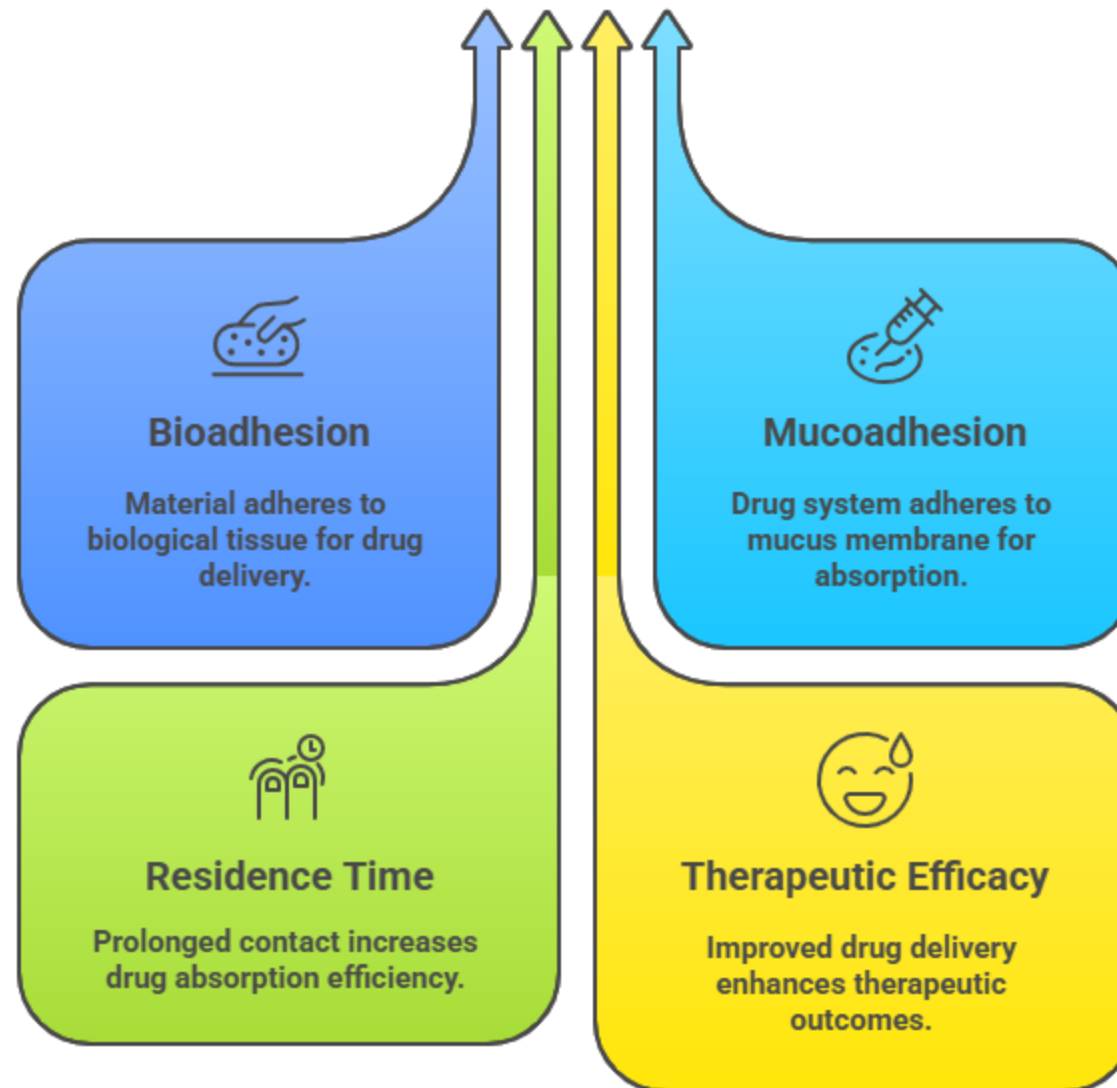 Bioadhesion
Material adheres to
biological tissue for drug
delivery.
Mucoadhesion
Drug system adheres to
mucus membrane for
absorption.
Residence Time
Prolonged contact increases
drug absorption efficiency.
Therapeutic Efficacy
Improved drug delivery
enhances therapeutic
outcomes.